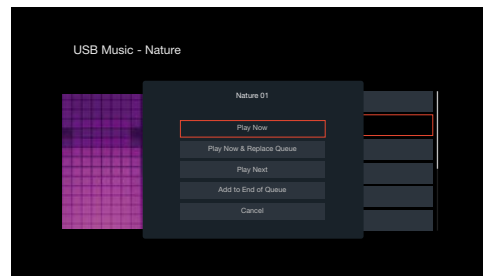 USB Music - Nature
Nature 01
Play Now
Play Now & Replace Queue
Play Next
Add to End of Queue
Cancel